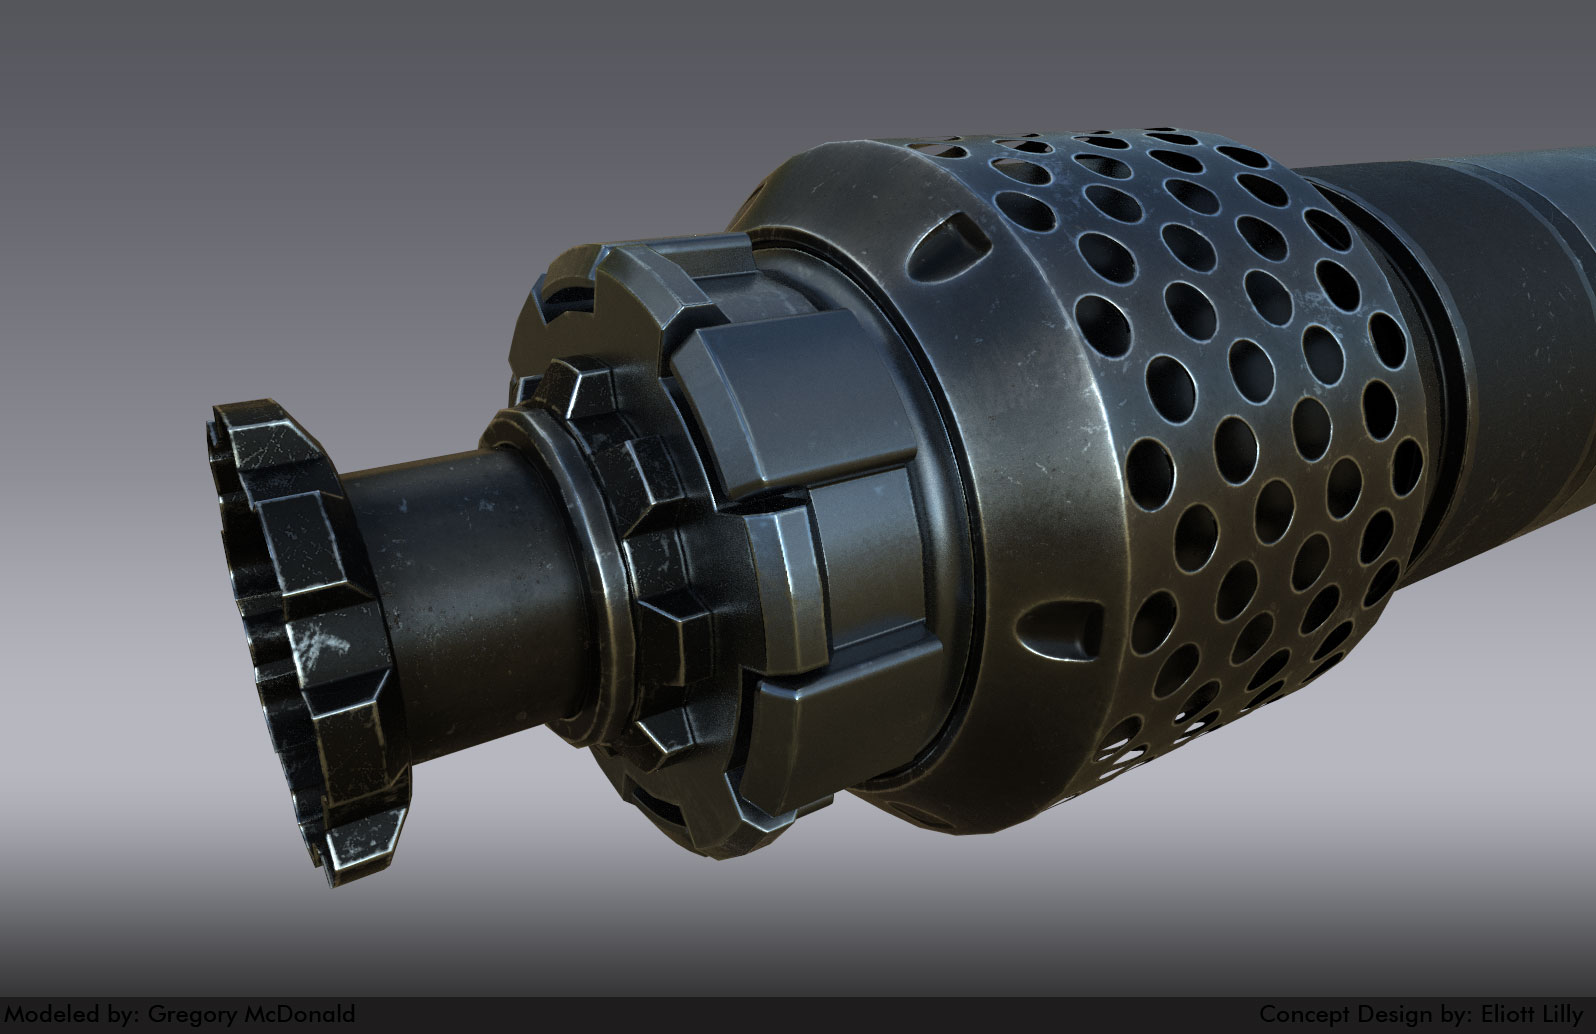 Modeled by: Gregory McDonald
Concept Design by: Eliott Lilly